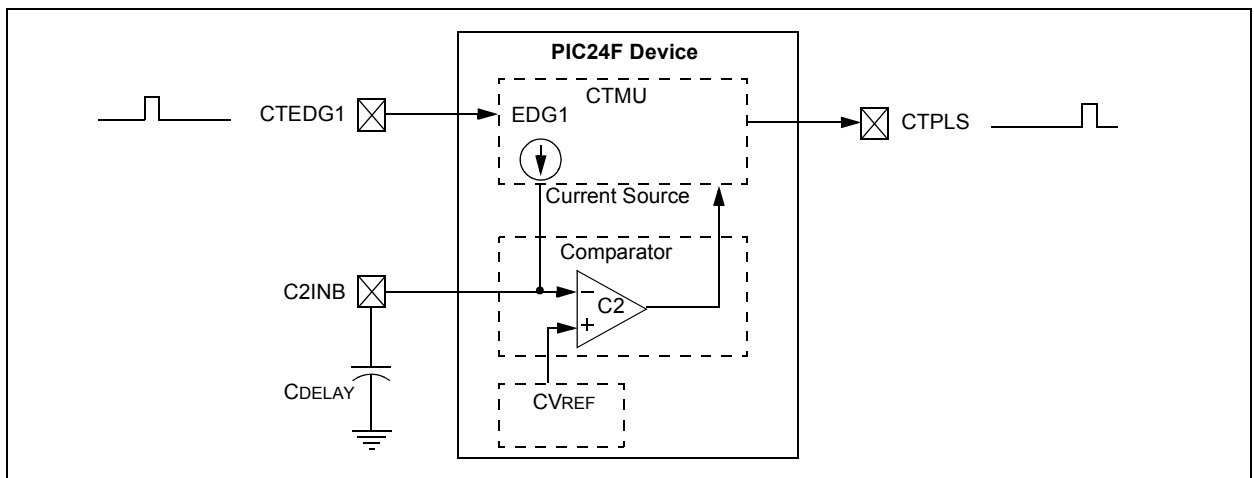 PIC24F Device
CTMU
CTEDG1
EDG1
CTPLS
Current Source
Comparator
C2INB
−
C2
+
CDELAY
CVREF